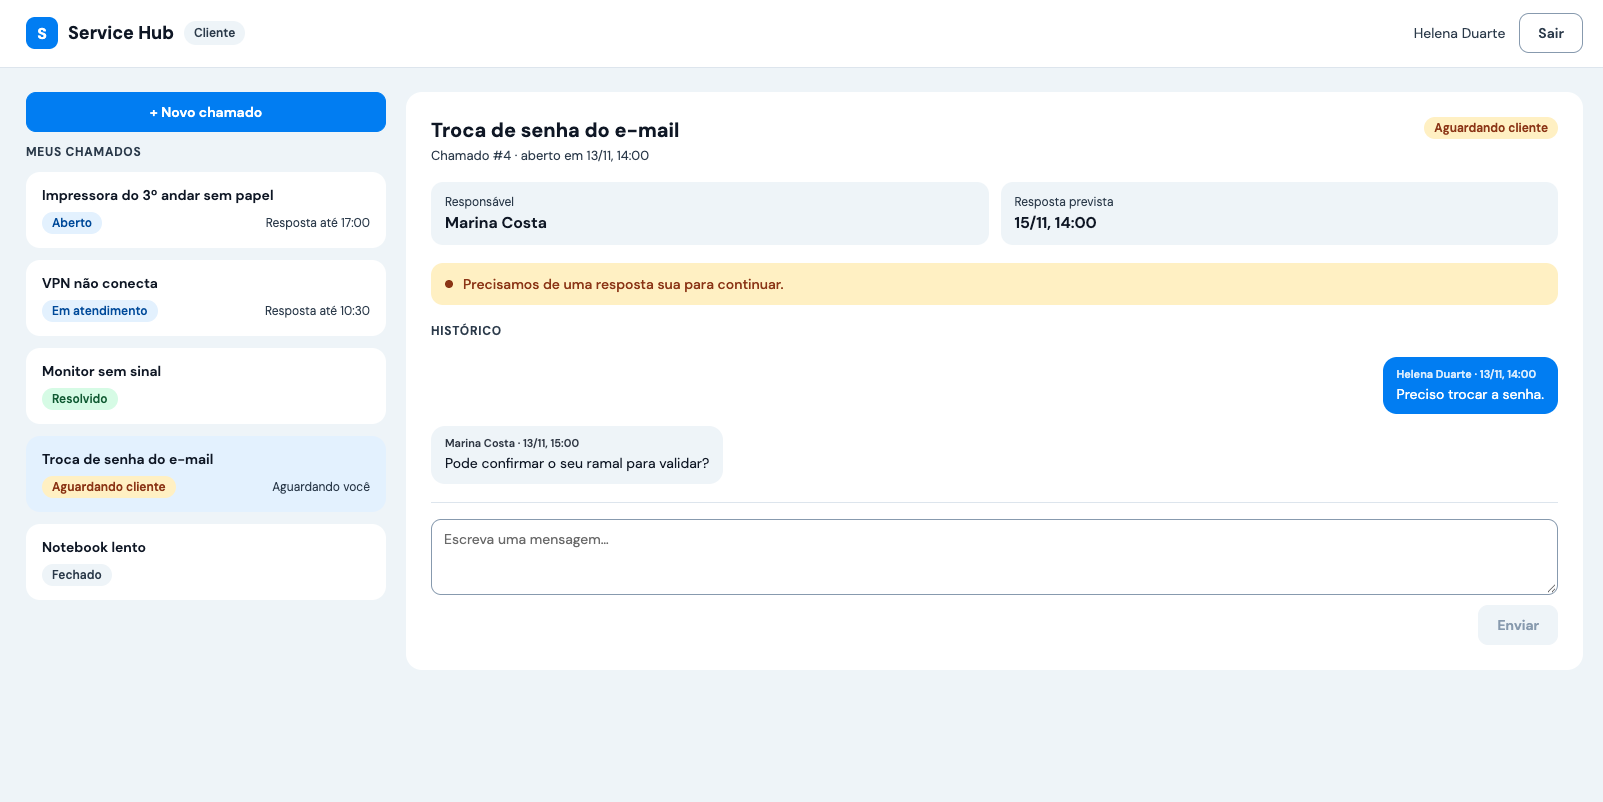 S
Service Hub
Cliente
Helena Duarte
Sair
+ Novo chamado
MEUS CHAMADOS
Impressora do 3º andar sem papel
Aberto
Resposta até 17:00
VPN não conecta
Em atendimento
Resposta até 10:30
Monitor sem sinal
Resolvido
Troca de senha do e-mail
Aguardando cliente
Aguardando você
Notebook lento
Fechado
Troca de senha do e-mail
Aguardando cliente
Chamado #4 · aberto em 13/11, 14:00
Responsável
Marina Costa
Resposta prevista
15/11, 14:00
Precisamos de uma resposta sua para continuar.
HISTÓRICO
Helena Duarte · 13/11, 14:00
Preciso trocar a senha.
Marina Costa · 13/11, 15:00
Pode confirmar o seu ramal para validar?
Escreva uma mensagem…
Enviar